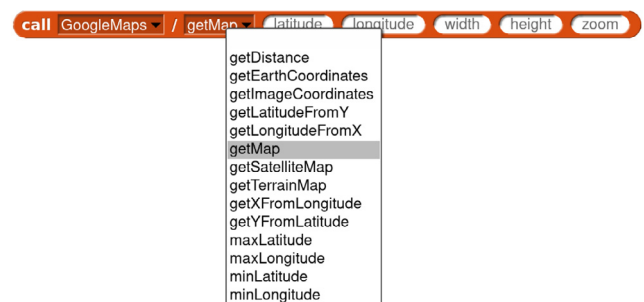 call GoogleMaps / getMap latitude longitude width height zoom
getDistance
getEarthCoordinates
getImageCoordinates
getLatitudeFromY
getLongitudeFromX
getMap
getSatelliteMap
getTerrainMap
getXFromLongitude
getYFromLatitude
maxLatitude
maxLongitude
minLatitude
minLongitude